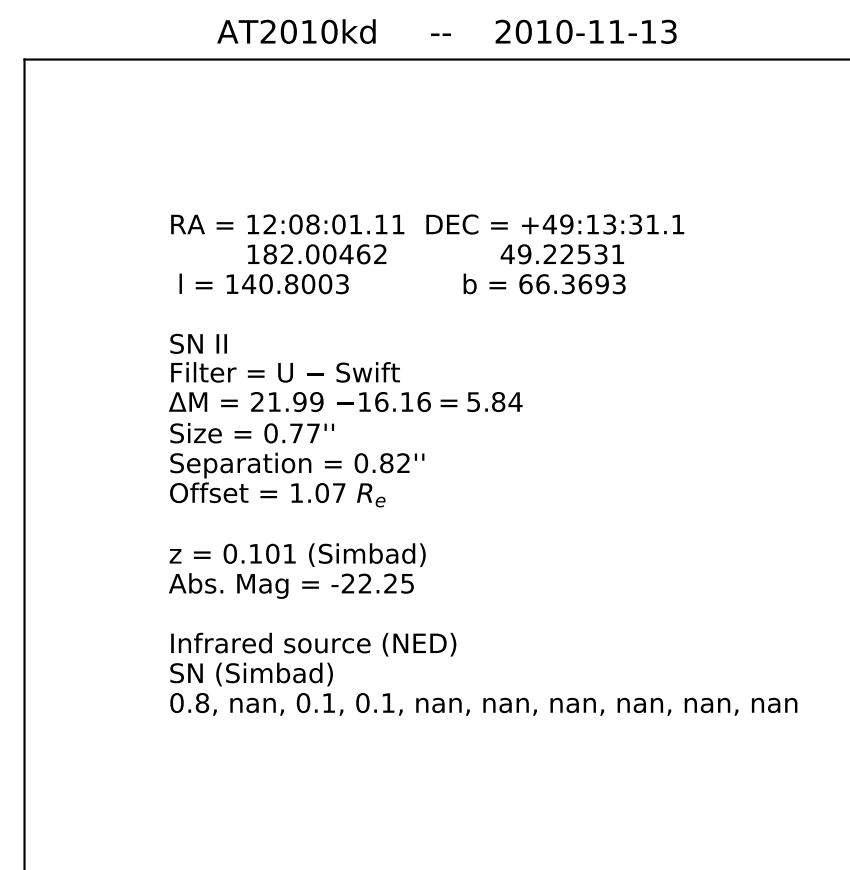 AT2010kd -- 2010-11-13
RA = 12:08:01.11 DEC = +49:13:31.1
182.00462 49.22531
l = 140.8003 b = 66.3693
SN II
Filter = U − Swift
ΔM = 21.99 −16.16 = 5.84
Size = 0.77''
Separation = 0.82''
Offset = 1.07 Rₑ
z = 0.101 (Simbad)
Abs. Mag = -22.25
Infrared source (NED)
SN (Simbad)
0.8, nan, 0.1, 0.1, nan, nan, nan, nan, nan, nan